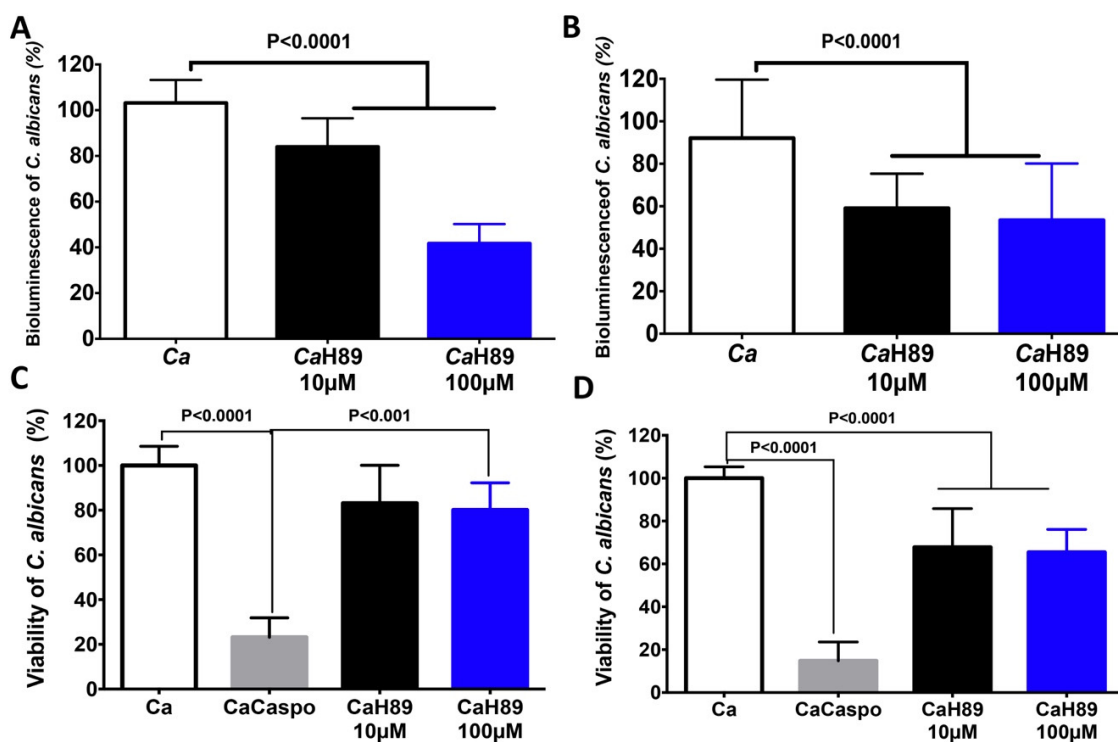 A
P<0.0001
Bioluminescence of C. albicans (%)
120
100
80
60
40
20
0
Ca
CaH89
10µM
CaH89
100µM
B
P<0.0001
Bioluminescenceof C. albicans (%)
120
100
80
60
40
20
0
Ca
CaH89
10µM
CaH89
100µM
C
P<0.0001
P<0.001
Viability of C. albicans (%)
120
100
80
60
40
20
0
Ca
CaCaspo
CaH89
10µM
CaH89
100µM
D
P<0.0001
P<0.0001
Viability of C. albicans (%)
120
100
80
60
40
20
0
Ca
CaCaspo
CaH89
10µM
CaH89
100µM